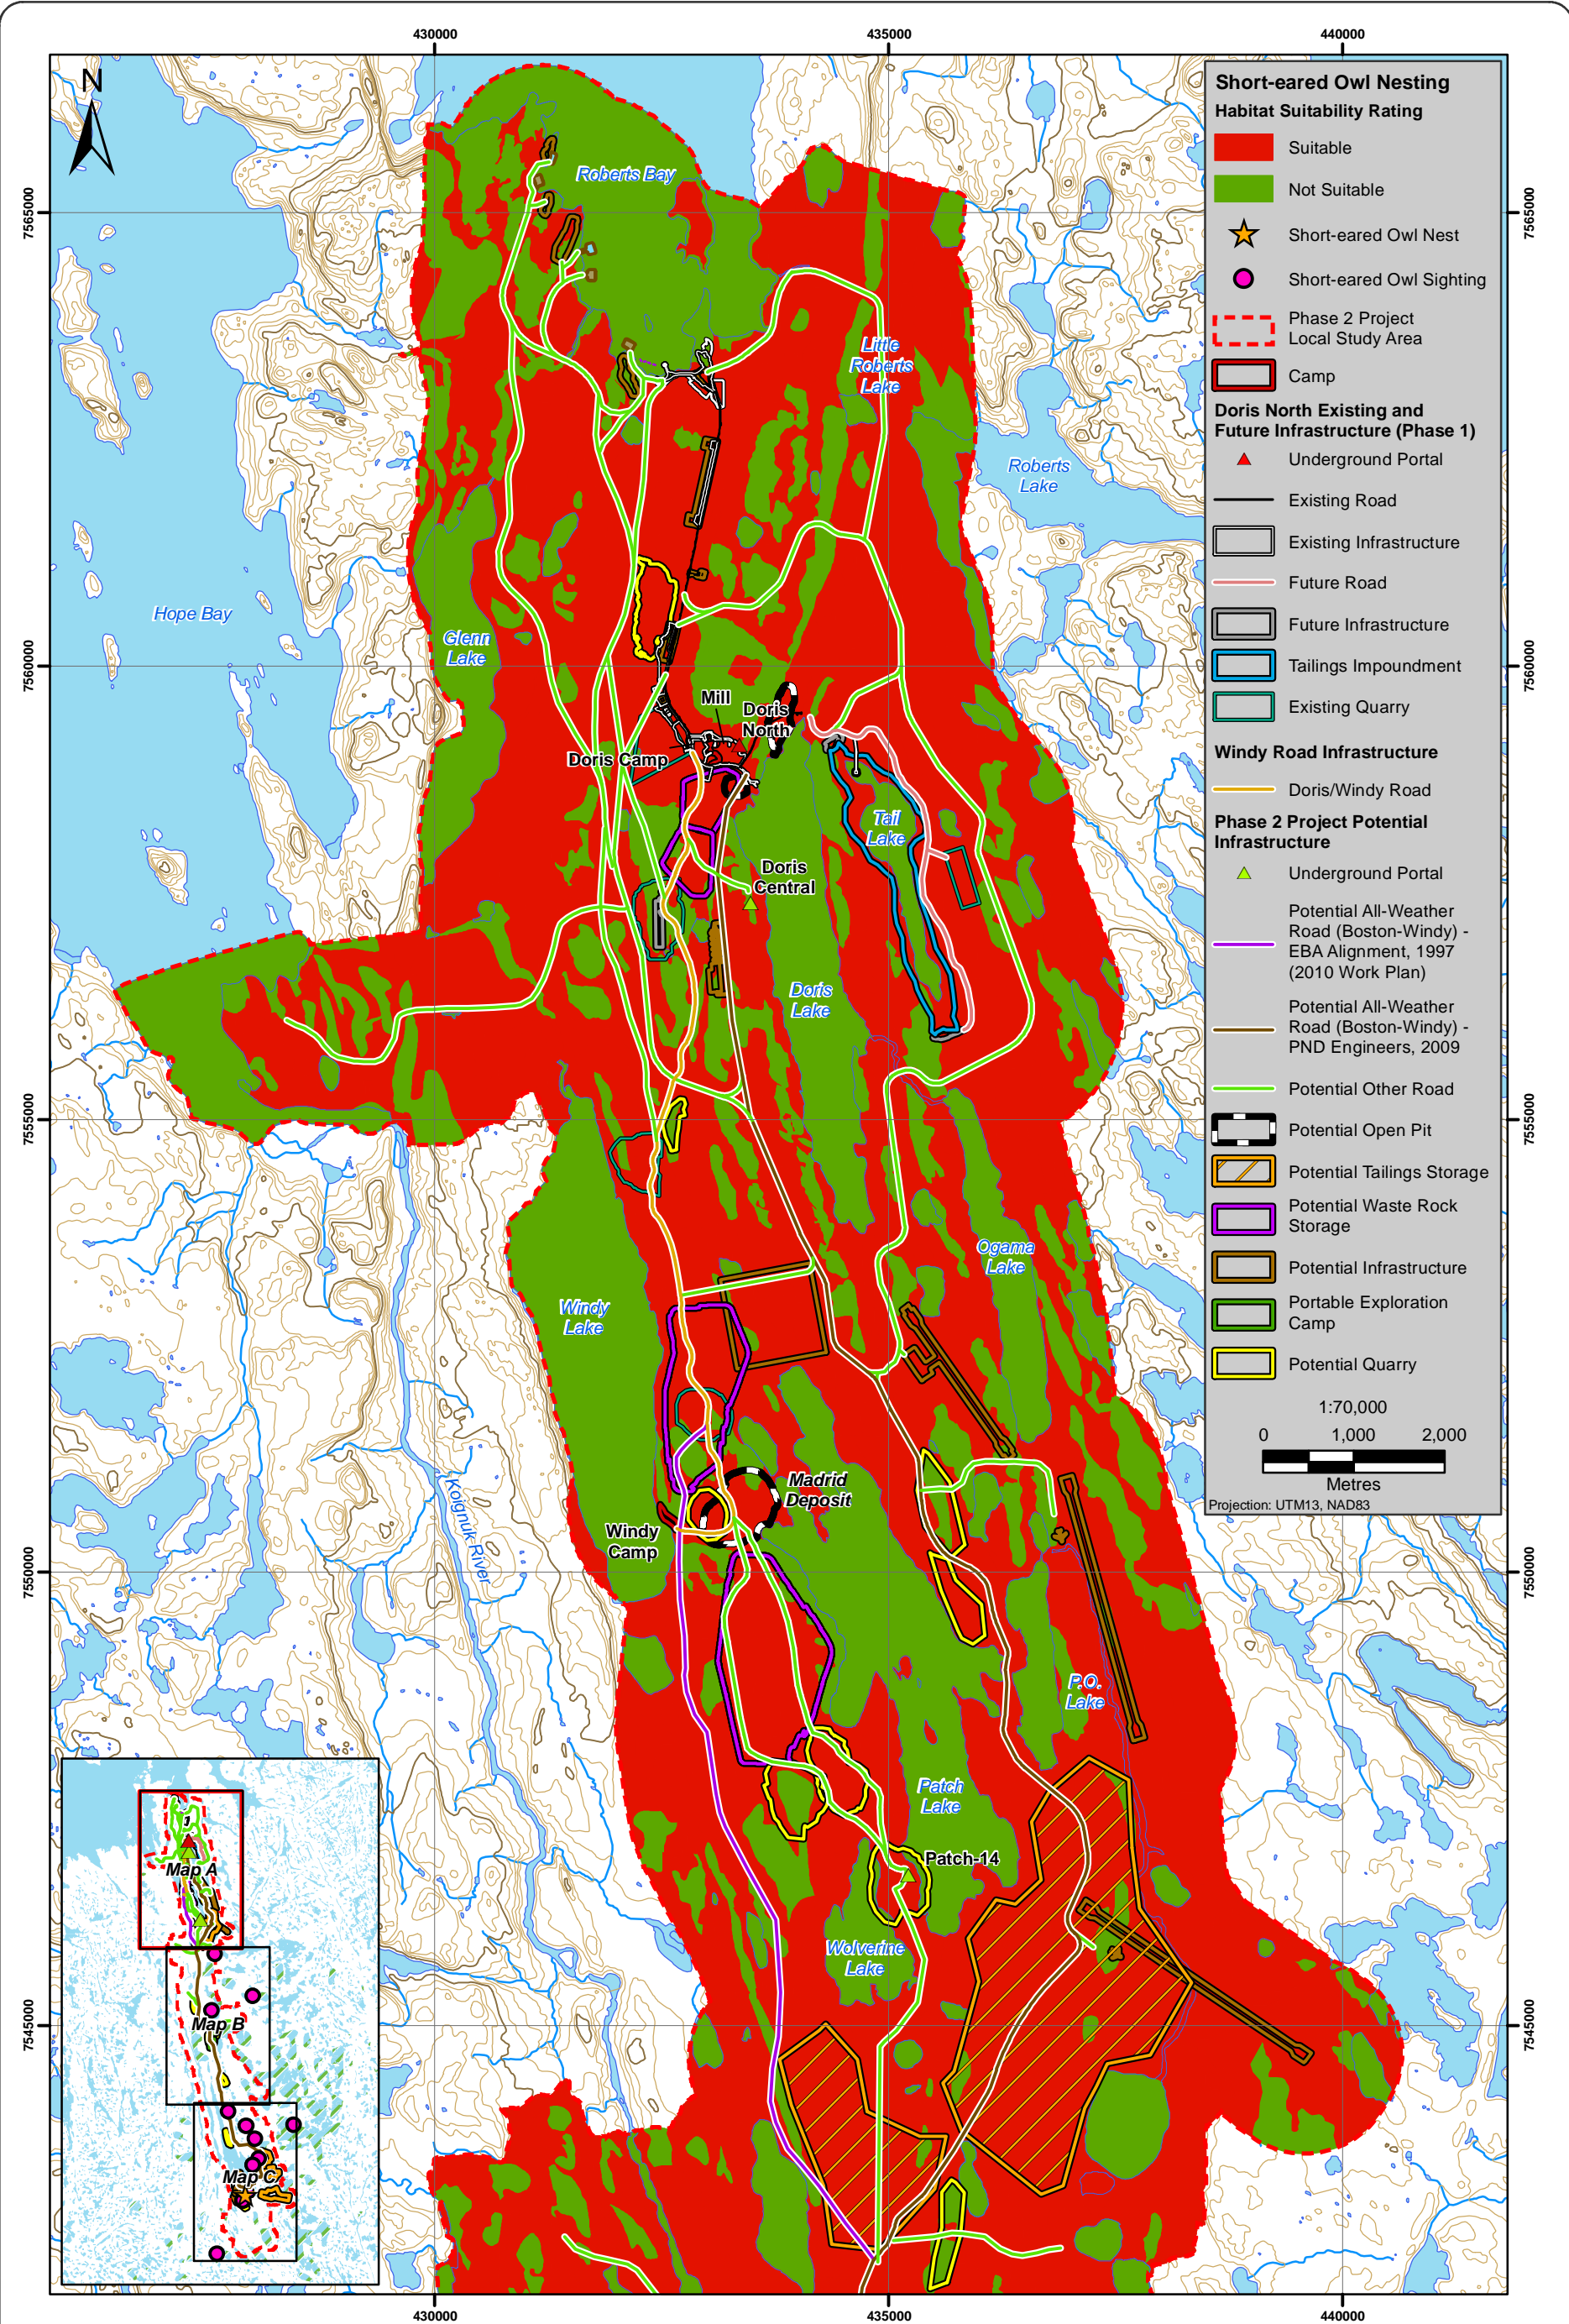 430000
435000
440000
N
7565000
7565000
7560000
7560000
7555000
7555000
7550000
7550000
7545000
7545000
Short-eared Owl Nesting
Habitat Suitability Rating
Suitable
Not Suitable
Short-eared Owl Nest
Short-eared Owl Sighting
Phase 2 Project
Local Study Area
Camp
Doris North Existing and
Future Infrastructure (Phase 1)
Underground Portal
Existing Road
Existing Infrastructure
Future Road
Future Infrastructure
Tailings Impoundment
Existing Quarry
Windy Road Infrastructure
Doris/Windy Road
Phase 2 Project Potential
Infrastructure
Underground Portal
Potential All-Weather
Road (Boston-Windy) -
EBA Alignment, 1997
(2010 Work Plan)
Potential All-Weather
Road (Boston-Windy) -
PND Engineers, 2009
Potential Other Road
Potential Open Pit
Potential Tailings Storage
Potential Waste Rock
Storage
Potential Infrastructure
Portable Exploration
Camp
Potential Quarry
1:70,000
0 1,000 2,000
Metres
Projection: UTM13, NAD83
Roberts Bay
Little
Roberts
Lake
Roberts
Lake
Hope Bay
Glenn
Lake
Mill
Doris
North
Doris Camp
Tail
Lake
Doris
Central
Doris
Lake
Ogama
Lake
Windy
Lake
Madrid
Deposit
Windy
Camp
Koignuk River
P.O.
Lake
Patch
Lake
Patch-14
Wolverine
Lake
Map A
Map B
Map C
430000
435000
440000